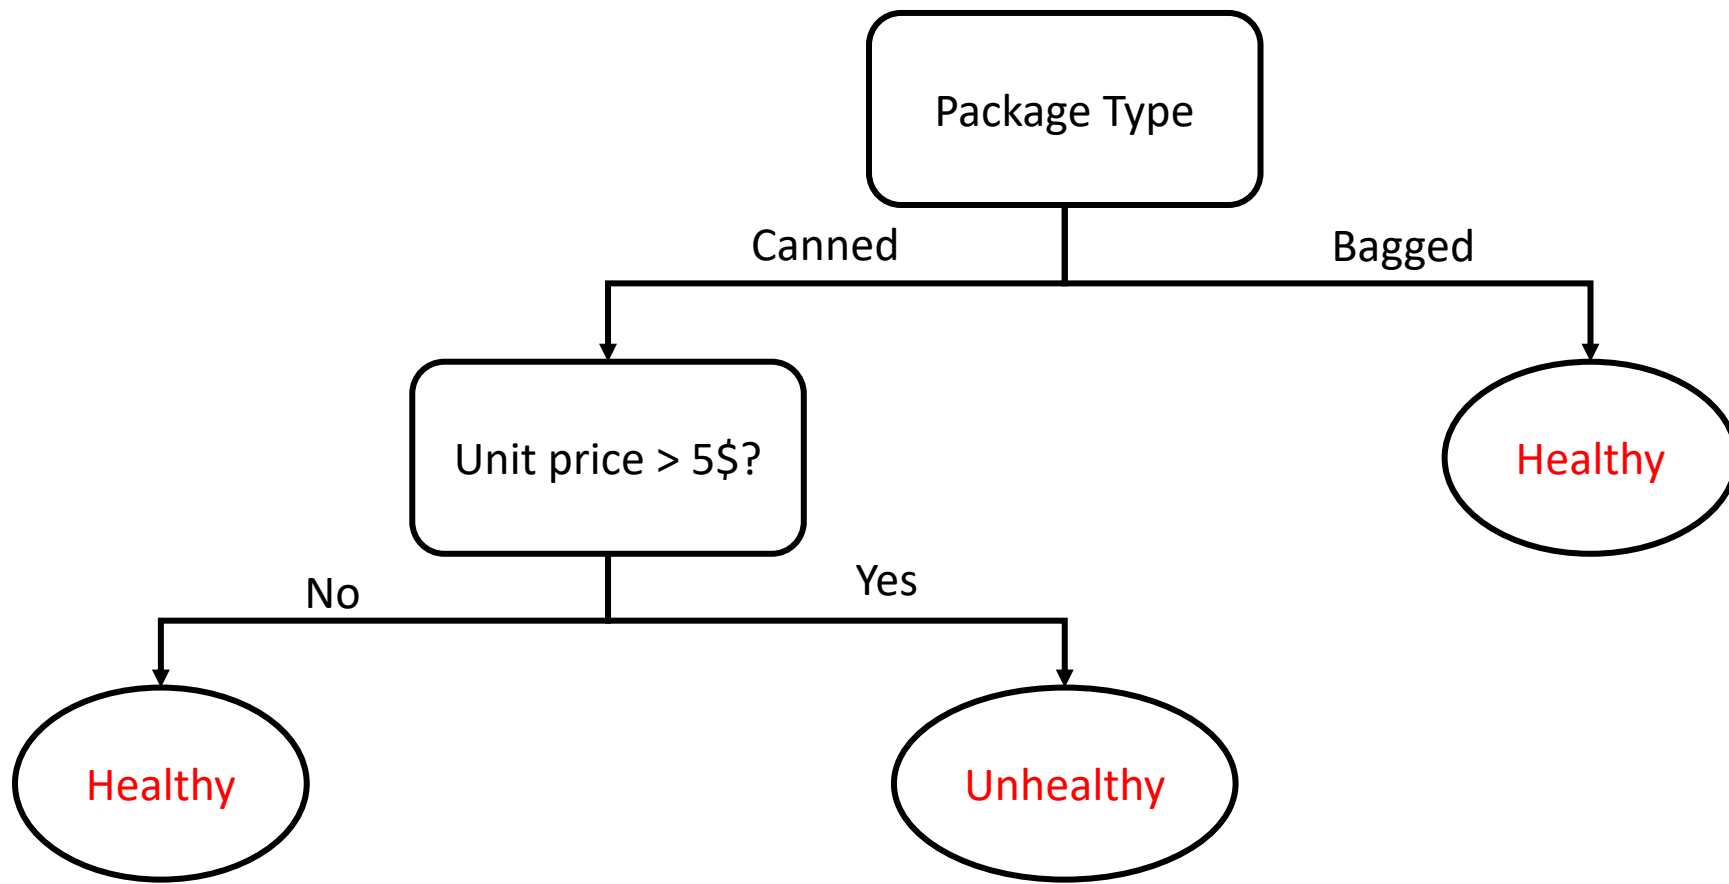 Package Type
Canned
Bagged
Unit price > 5$?
Healthy
No
Yes
Healthy
Unhealthy